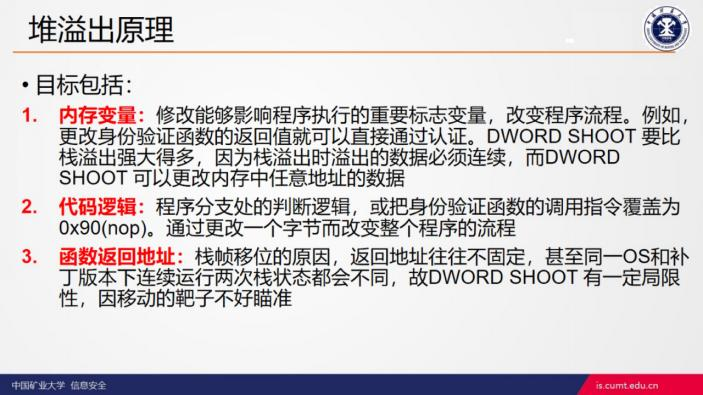 堆溢出原理
• 目标包括：
1. 内存变量：修改能够影响程序执行的重要标志变量，改变程序流程。例如，
更改身份验证函数的返回值就可以直接通过认证。DWORD SHOOT 要比
栈溢出强大得多，因为栈溢出时溢出的数据必须连续，而DWORD
SHOOT 可以更改内存中任意地址的数据
2. 代码逻辑：程序分支处的判断逻辑，或把身份验证函数的调用指令覆盖为
0x90(nop)。通过更改一个字节而改变整个程序的流程
3. 函数返回地址：栈帧移位的原因，返回地址往往不固定，甚至同一OS和补
丁版本下连续运行两次栈状态都会不同，故DWORD SHOOT 有一定局限
性，因移动的靶子不好瞄准
中国矿业大学 信息安全
is.cumt.edu.cn